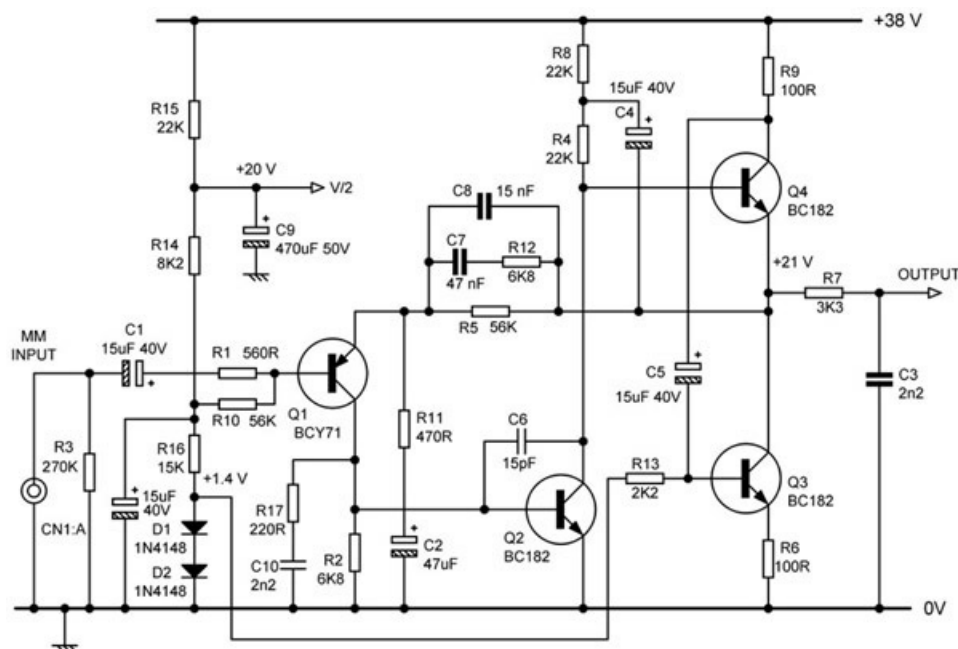 +38 V
R8
22K
R9
100R
15uF 40V
C4
R15
22K
R4
22K
+20 V
V/2
C8
15 nF
Q4
BC182
C9
470uF 50V
R14
8K2
C7
47 nF
R12
6K8
+21 V
R7
3K3
OUTPUT
MM
INPUT
C1
15uF 40V
R5
56K
R1
560R
C5
15uF 40V
C3
2n2
R10
56K
Q1
BCY71
R11
470R
C6
15pF
R3
270K
R16
15K
+1.4 V
R13
2K2
Q3
BC182
15uF
40V
R17
220R
CN1:A
D1
1N4148
Q2
BC182
C2
47uF
D2
1N4148
C10
2n2
R2
6K8
R6
100R
0V
+
+
+
+
+
+